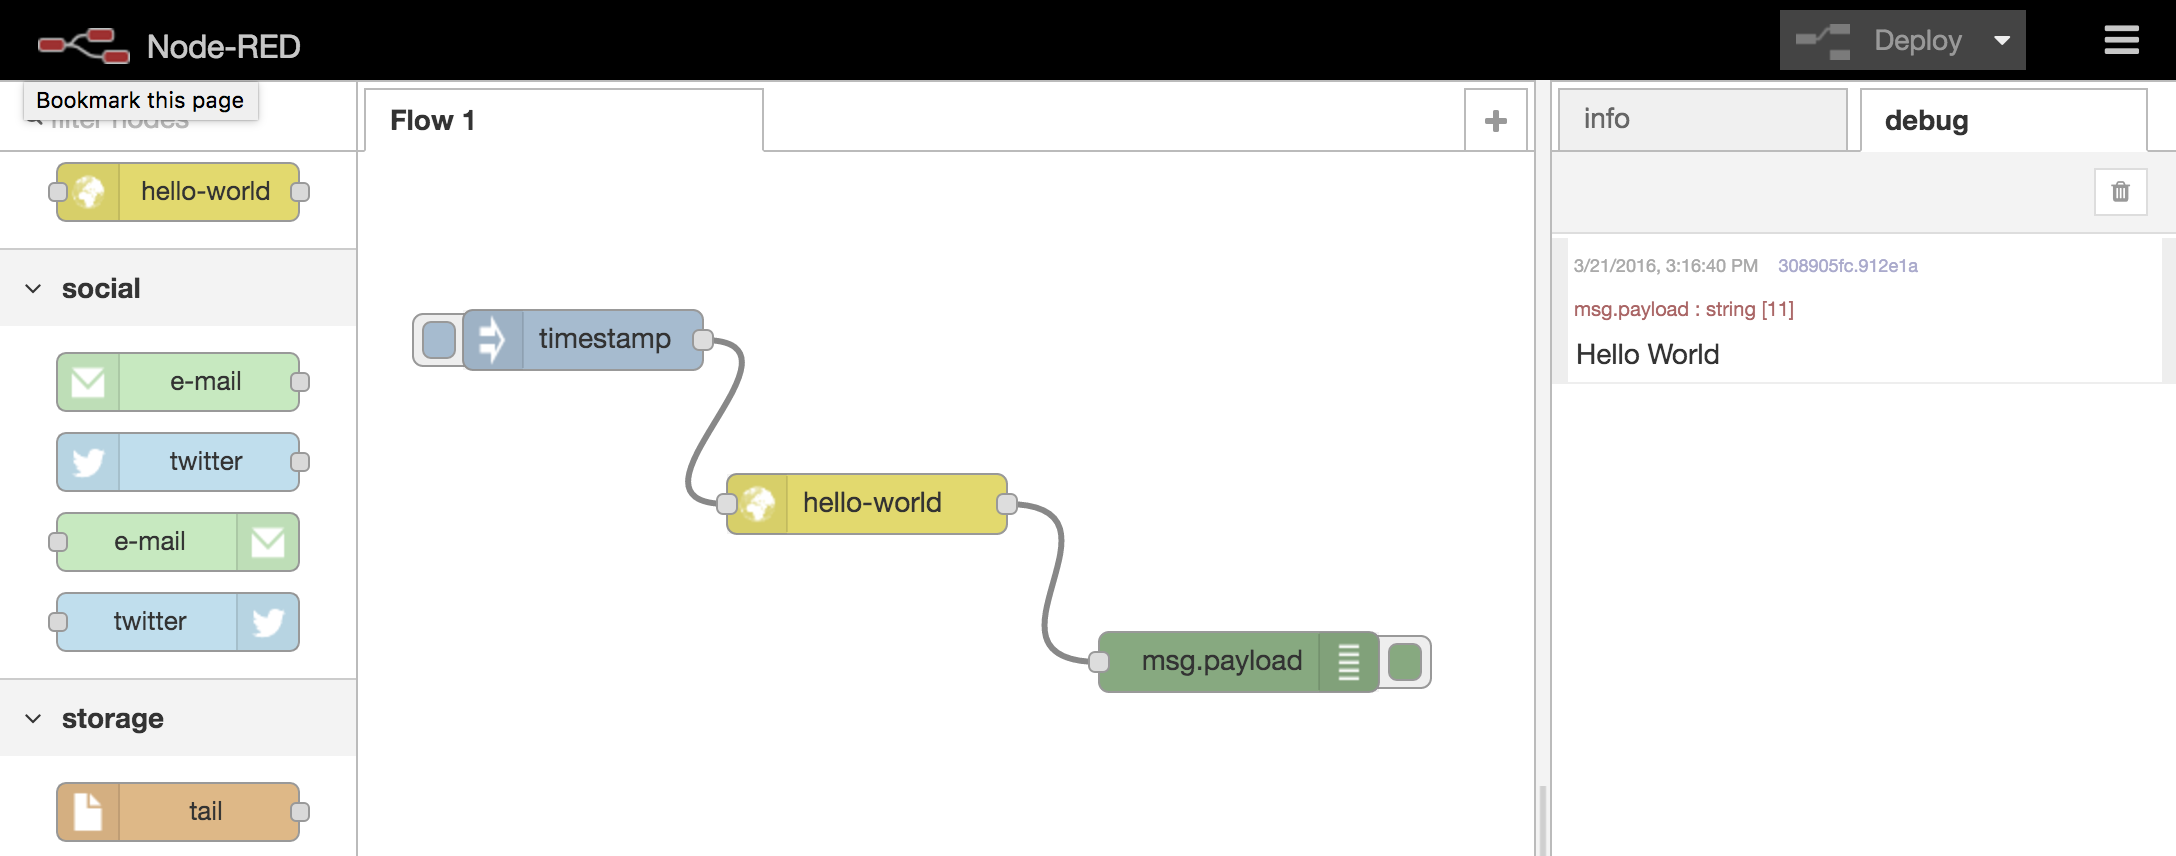 Node-RED
Deploy
Bookmark this page
filter nodes
Flow 1
info
debug
hello-world
social
e-mail
twitter
e-mail
twitter
storage
tail
timestamp
hello-world
msg.payload
3/21/2016, 3:16:40 PM 308905fc.912e1a
msg.payload : string [11]
Hello World